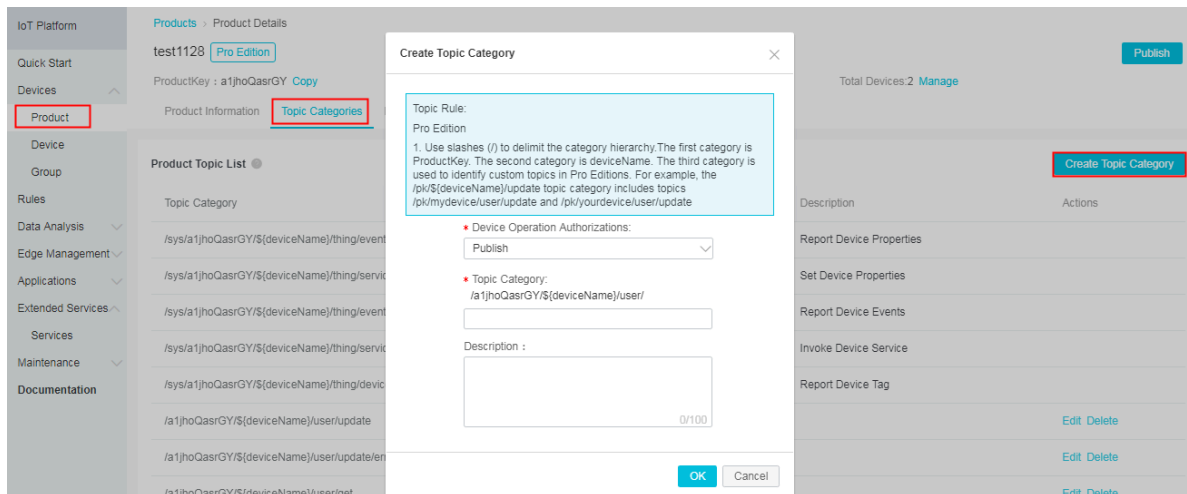 IoT Platform
Products > Product Details
test1128 Pro Edition
Create Topic Category
Publish
Quick Start
ProductKey : a1jhoQasrGY Copy
Total Devices:2 Manage
Devices
Product
Product Information Topic Categories
Topic Rule:
Pro Edition
1. Use slashes (/) to delimit the category hierarchy.The first category is
ProductKey. The second category is deviceName. The third category is
used to identify custom topics in Pro Editions. For example, the
/pk/${deviceName}/update topic category includes topics
/pk/mydevice/user/update and /pk/yourdevice/user/update
Device
Group
Rules
Data Analysis
Edge Management
Applications
Extended Services
Services
Maintenance
Documentation
Product Topic List
Create Topic Category
Topic Category
Description
Actions
* Device Operation Authorizations:
Publish
* Topic Category:
/a1jhoQasrGY/${deviceName}/user/
Description :
0/100
OK Cancel
/sys/a1jhoQasrGY/${deviceName}/thing/event
Report Device Properties
/sys/a1jhoQasrGY/${deviceName}/thing/servic
Set Device Properties
/sys/a1jhoQasrGY/${deviceName}/thing/event
Report Device Events
/sys/a1jhoQasrGY/${deviceName}/thing/servic
Invoke Device Service
/sys/a1jhoQasrGY/${deviceName}/thing/devic
Report Device Tag
/a1jhoQasrGY/${deviceName}/user/update
Edit Delete
/a1jhoQasrGY/${deviceName}/user/update/er
Edit Delete
/a1jhoQasrGY/${deviceName}/user/get
Edit Delete